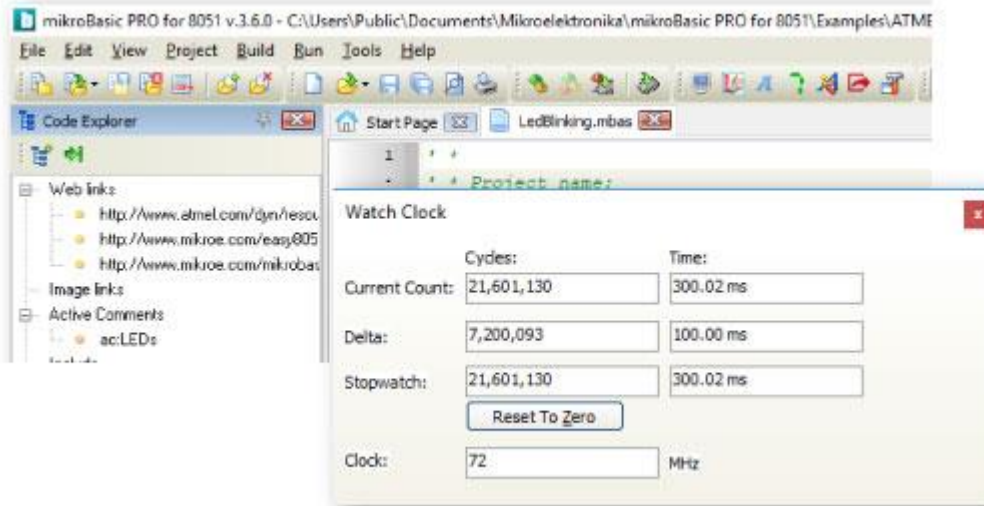 mikroBasic PRO for 8051 v.3.6.0 - C:\Users\Public\Documents\Mikroelektronika\mikroBasic PRO for 8051\Examples\ATME
File Edit View Project Build Run Tools Help
Code Explorer
Start Page LedBlinking.mbas
1 ' *
' * Project name:
Web links
http://www.atmel.com/dyn/resou
http://www.mikroe.com/easy805
http://www.mikroe.com/mikrobas
Image links
Active Comments
ac:LEDs
Watch Clock
Cycles: Time:
Current Count: 21,601,130 300.02 ms
Delta: 7,200,093 100.00 ms
Stopwatch: 21,601,130 300.02 ms
Reset To Zero
Clock: 72 MHz